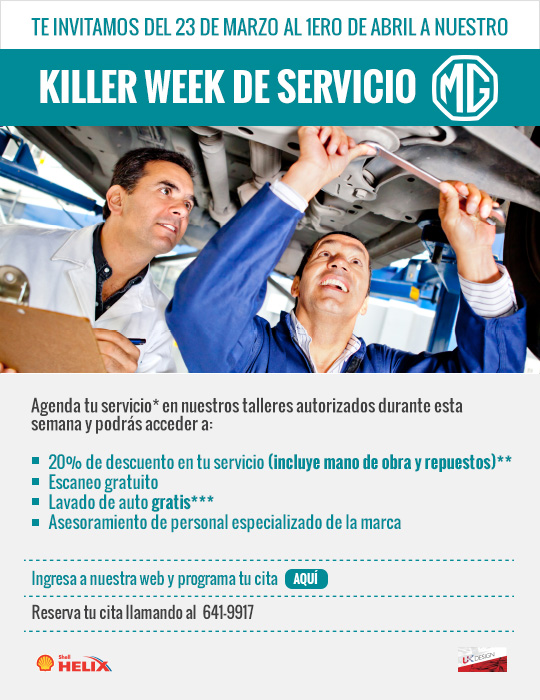 TE INVITAMOS DEL 23 DE MARZO AL 1ERO DE ABRIL A NUESTRO
KILLER WEEK DE SERVICIO MG
Agenda tu servicio* en nuestros talleres autorizados durante esta
semana y podrás acceder a:
20% de descuento en tu servicio (incluye mano de obra y repuestos)**
Escaneo gratuito
Lavado de auto gratis***
Asesoramiento de personal especializado de la marca
Ingresa a nuestra web y programa tu cita AQUÍ
Reserva tu cita llamando al 641-9917
Shell
HELIX
DESIGN